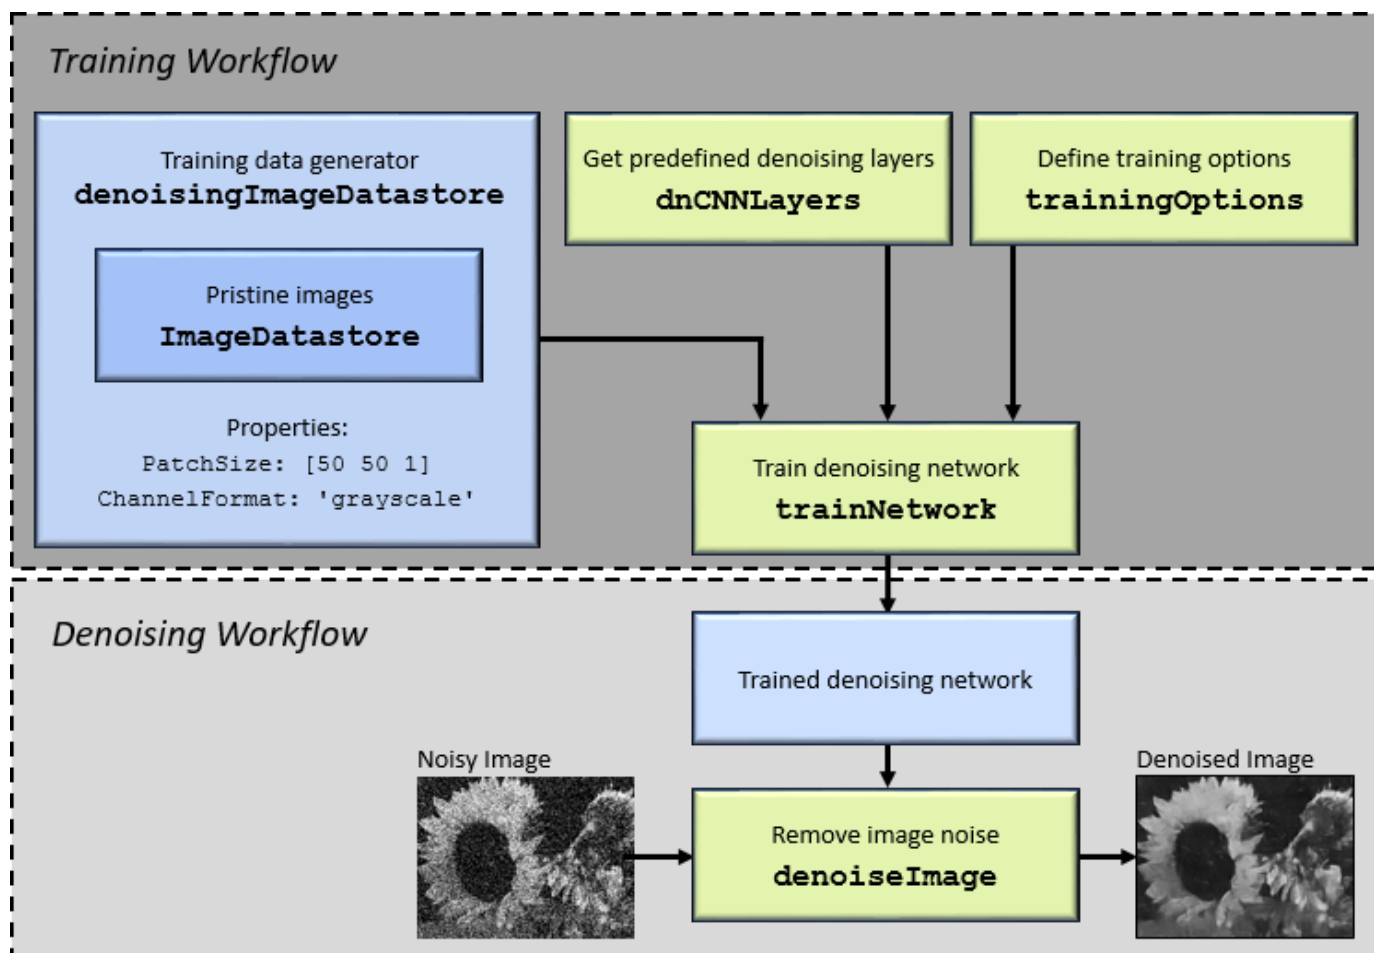 Training Workflow
Training data generator
denoisingImageDatastore
Pristine images
ImageDatastore
Properties:
PatchSize: [50 50 1]
ChannelFormat: 'grayscale'
Get predefined denoising layers
dnCNNLayers
Define training options
trainingOptions
Train denoising network
trainNetwork
Denoising Workflow
Trained denoising network
Noisy Image
Remove image noise
denoiseImage
Denoised Image